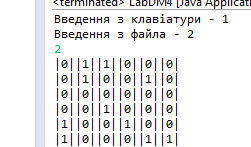 <terminated> LabDM4 [Java Applicati
Введення з клавіатури - 1
Введення з файла - 2
2
|0||1||1||0||0||0|
|0||1||0||0||1||0|
|0||0||0||0||0||0|
|0||0||1||0||0||0|
|1||0||0||1||0||0|
|1||0||0||0||1||1|